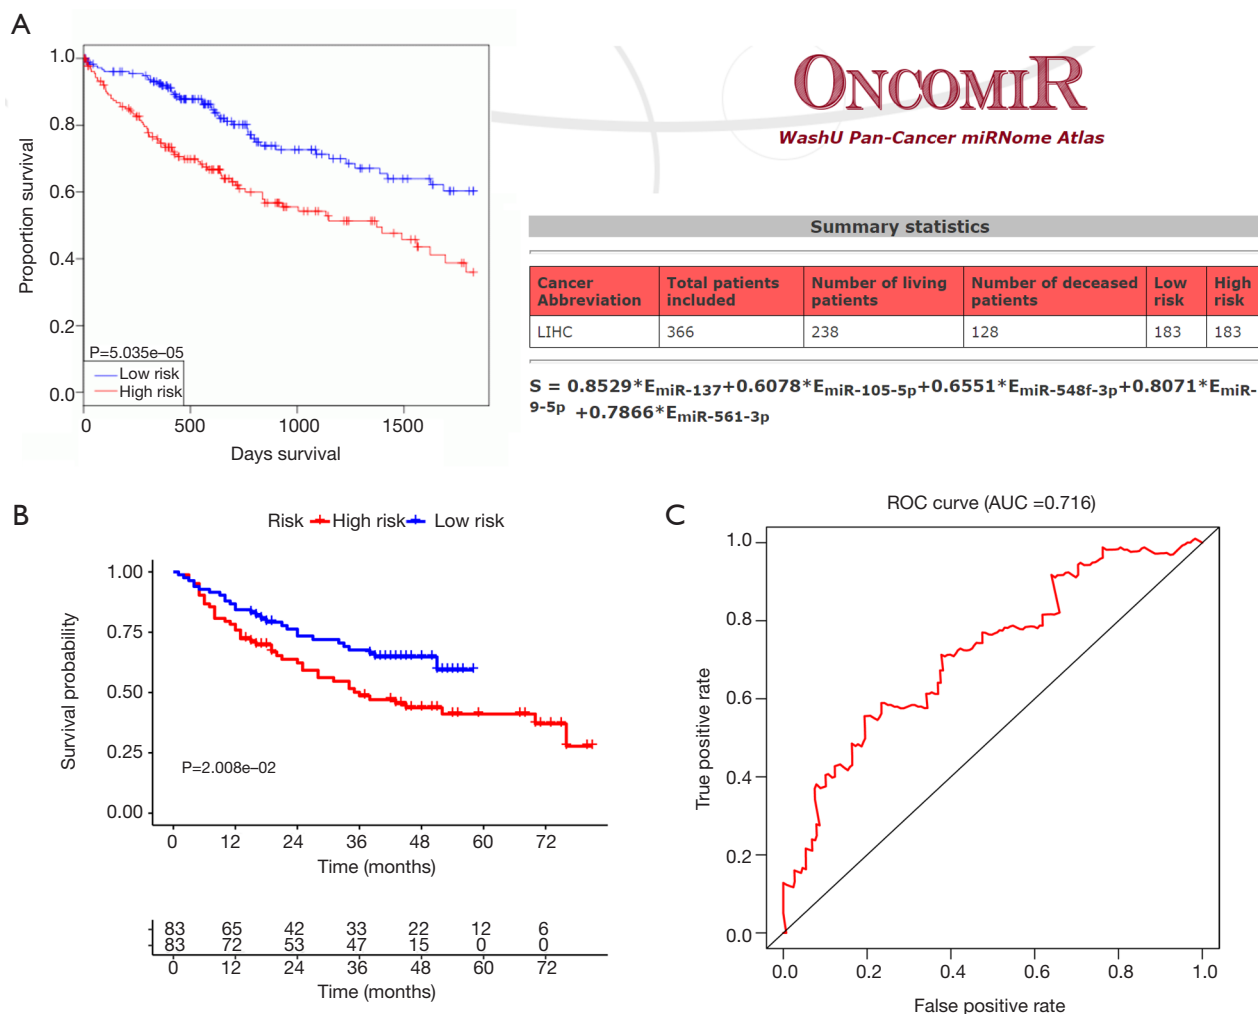 A
1.0
0.8
0.6
0.4
0.2
0.0
Proportion survival
P=5.035e–05
Low risk
High risk
0 500 1000 1500
Days survival
ONCOMIR
WashU Pan-Cancer miRNome Atlas
Summary statistics
Cancer Abbreviation Total patients included Number of living patients Number of deceased patients Low risk High risk
LIHC 366 238 128 183 183
S = 0.8529*EmiR-137+0.6078*EmiR-105-5p+0.6551*EmiR-548f-3p+0.8071*EmiR-
9-5p +0.7866*EmiR-561-3p
B
Risk High risk Low risk
1.00
0.75
0.50
0.25
0.00
Survival probability
P=2.008e–02
0 12 24 36 48 60 72
Time (months)
83 65 42 33 22 12 6
83 72 53 47 15 0 0
0 12 24 36 48 60 72
Time (months)
C
ROC curve (AUC =0.716)
1.0
0.8
0.6
0.4
0.2
0.0
True positive rate
0.0 0.2 0.4 0.6 0.8 1.0
False positive rate